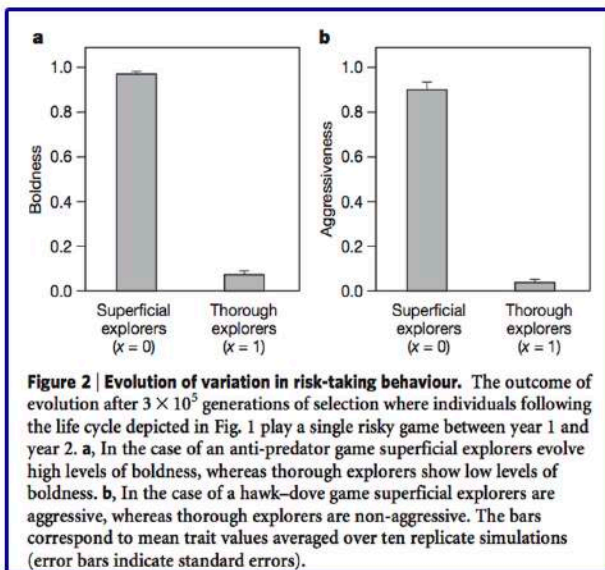 a
b
1.0
0.8
0.6
0.4
0.2
0.0
Boldness
Superficial explorers (x = 0)
Thorough explorers (x = 1)
1.0
0.8
0.6
0.4
0.2
0.0
Aggressiveness
Superficial explorers (x = 0)
Thorough explorers (x = 1)
Figure 2 | Evolution of variation in risk-taking behaviour. The outcome of
evolution after 3 × 10⁵ generations of selection where individuals following
the life cycle depicted in Fig. 1 play a single risky game between year 1 and
year 2. a, In the case of an anti-predator game superficial explorers evolve
high levels of boldness, whereas thorough explorers show low levels of
boldness. b, In the case of a hawk–dove game superficial explorers are
aggressive, whereas thorough explorers are non-aggressive. The bars
correspond to mean trait values averaged over ten replicate simulations
(error bars indicate standard errors).